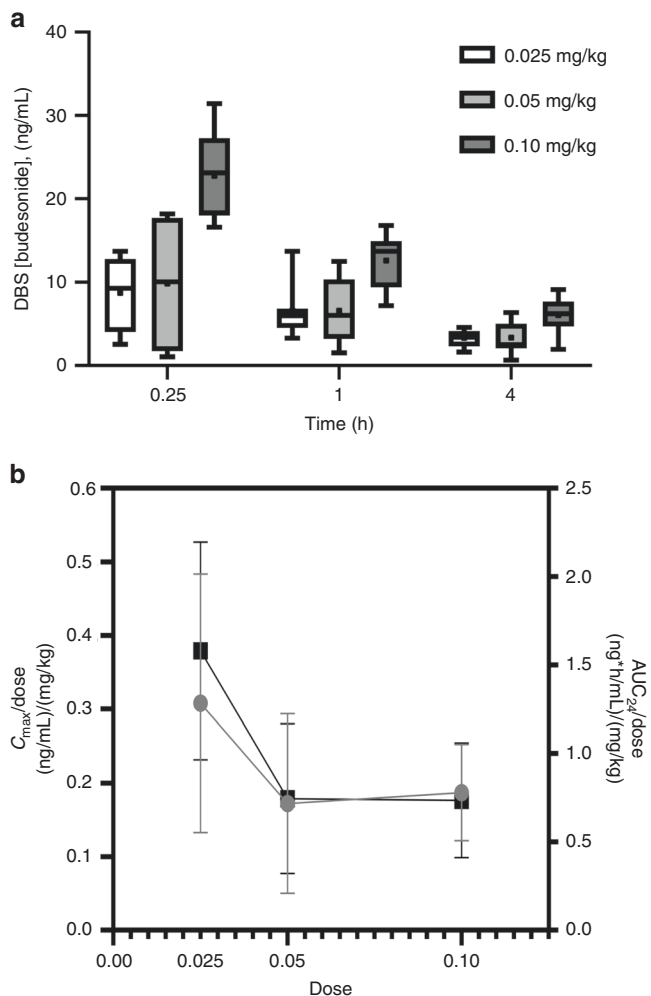 a
40
30
20
10
0
DBS [budesonide], (ng/mL)
0.025 mg/kg
0.05 mg/kg
0.10 mg/kg
0.25
1
4
Time (h)
b
0.6
0.5
0.4
0.3
0.2
0.1
0.0
Cmax/dose
(ng/mL)/(mg/kg)
2.5
2.0
1.5
1.0
0.5
0.0
AUC24/dose
(ng*h/mL)/(mg/kg)
0.00
0.025
0.05
0.10
Dose